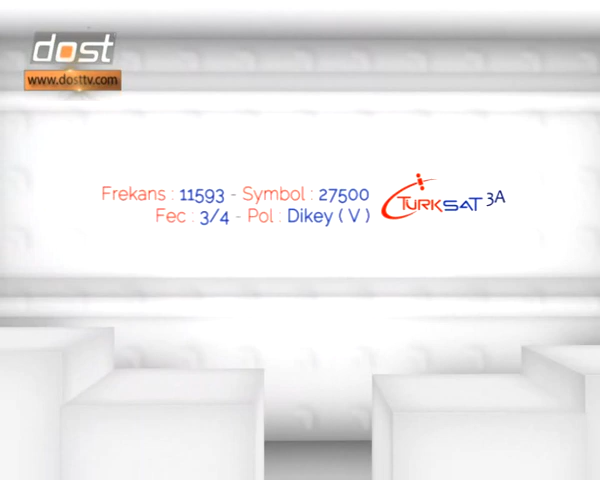 dost
www.dosttv.com
Frekans : 11593 - Symbol : 27500
Fec : 3/4 - Pol : Dikey ( V )
TURKSAT 3A